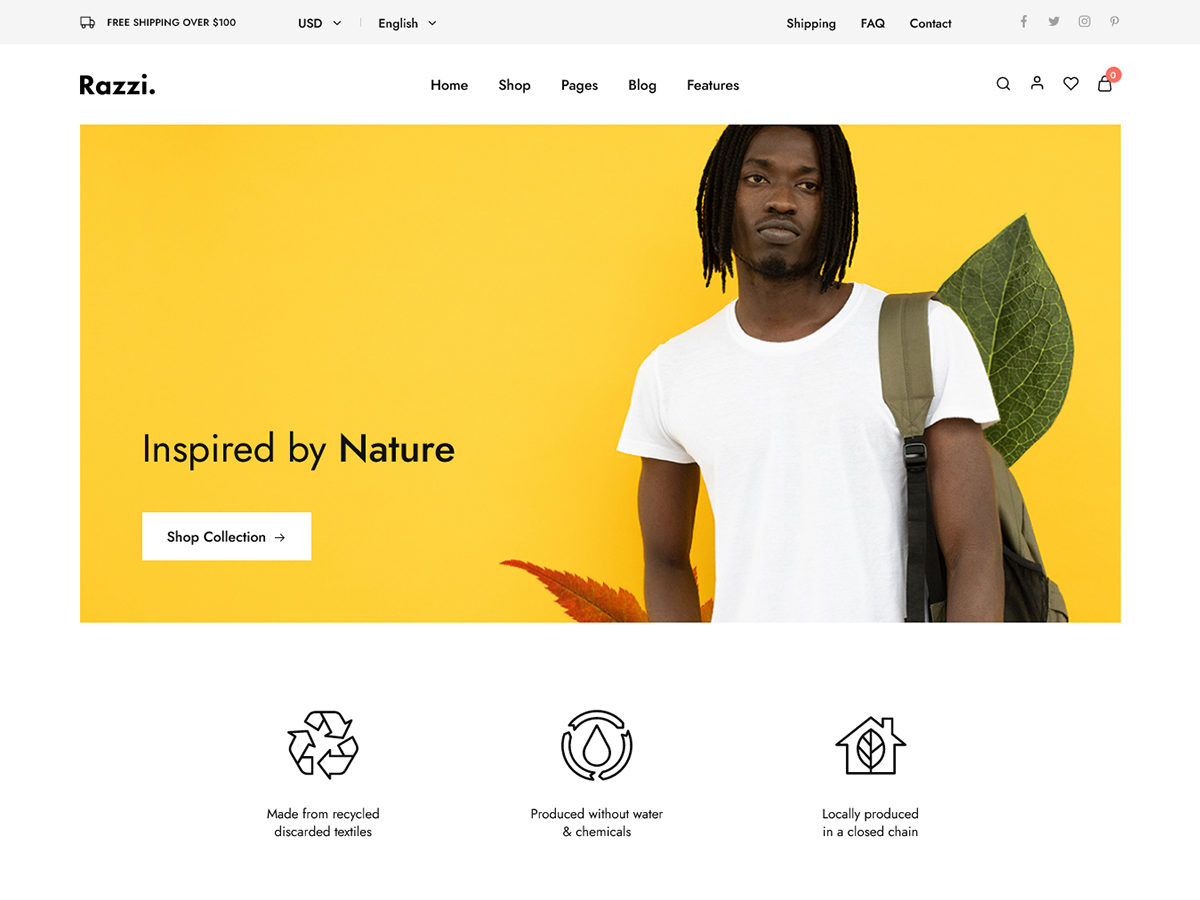 FREE SHIPPING OVER $100
USD
English
Shipping
FAQ
Contact
Razzi.
Home
Shop
Pages
Blog
Features
0
Inspired by Nature
Shop Collection →
Made from recycled
discarded textiles
Produced without water
& chemicals
Locally produced
in a closed chain